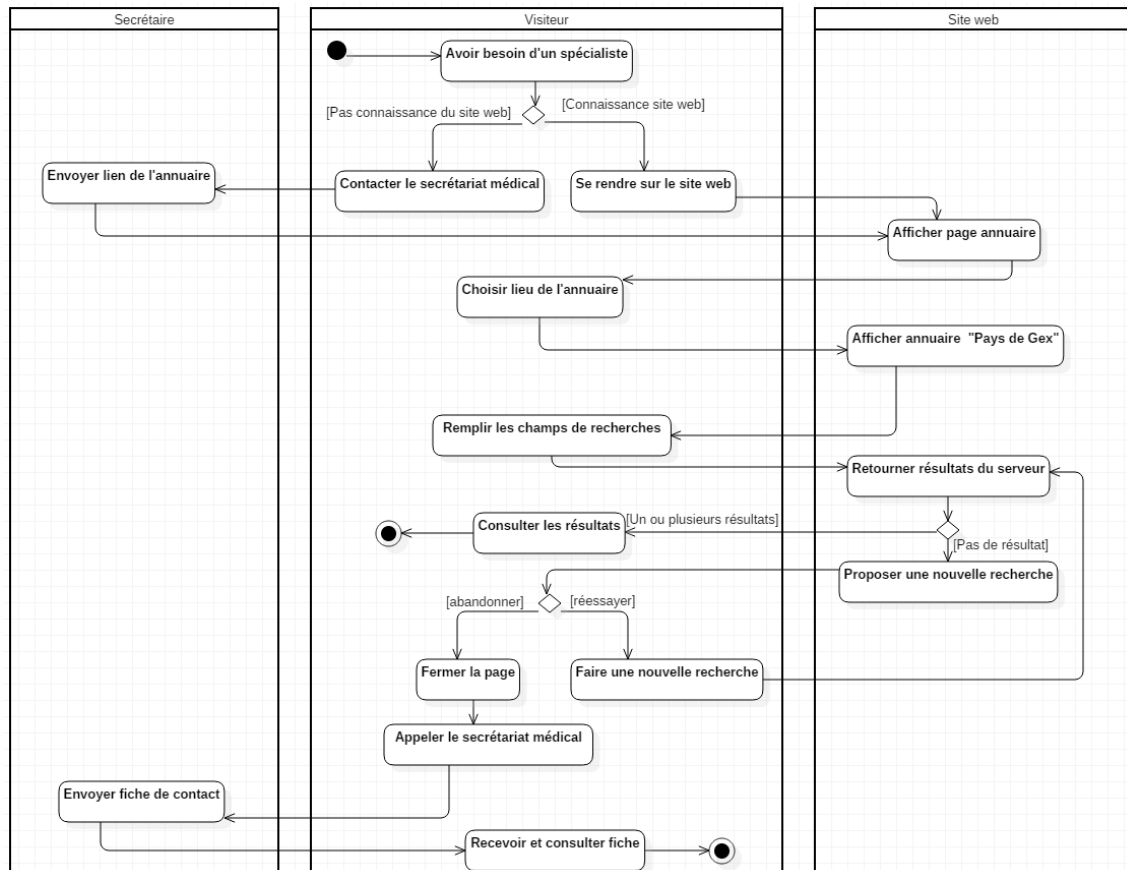 Secrétaire
Visiteur
Site web
Avoir besoin d'un spécialiste
[Pas connaissance du site web]
[Connaissance site web]
Envoyer lien de l'annuaire
Contacter le secrétariat médical
Se rendre sur le site web
Afficher page annuaire
Choisir lieu de l'annuaire
Afficher annuaire "Pays de Gex"
Remplir les champs de recherches
Retourner résultats du serveur
Consulter les résultats
[Un ou plusieurs résultats]
[Pas de résultat]
Proposer une nouvelle recherche
[abandonner]
[réessayer]
Fermer la page
Faire une nouvelle recherche
Appeler le secrétariat médical
Envoyer fiche de contact
Recevoir et consulter fiche